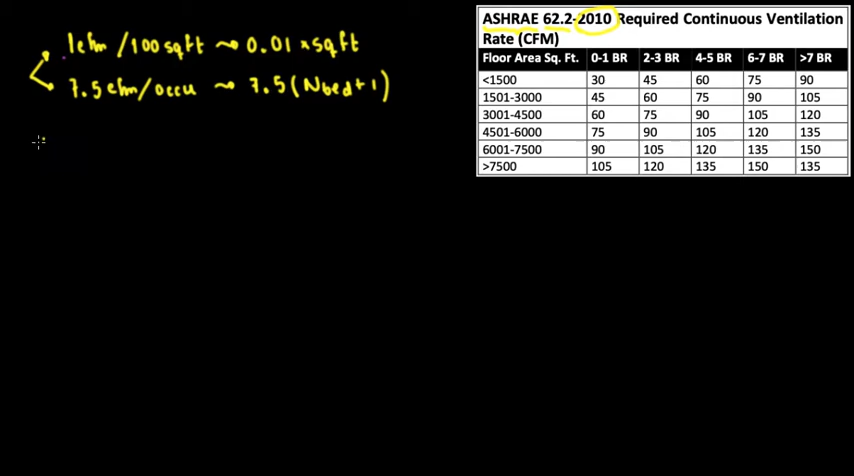 1cfm /100 sqft ~ 0.01 × sqft
7.5 cfm/occu ~ 7.5 (Nbed + 1)
ASHRAE 62.2-2010 Required Continuous Ventilation
Rate (CFM)
Floor Area Sq. Ft. 0-1 BR 2-3 BR 4-5 BR 6-7 BR >7 BR
<1500 30 45 60 75 90
1501-3000 45 60 75 90 105
3001-4500 60 75 90 105 120
4501-6000 75 90 105 120 135
6001-7500 90 105 120 135 150
>7500 105 120 135 150 135